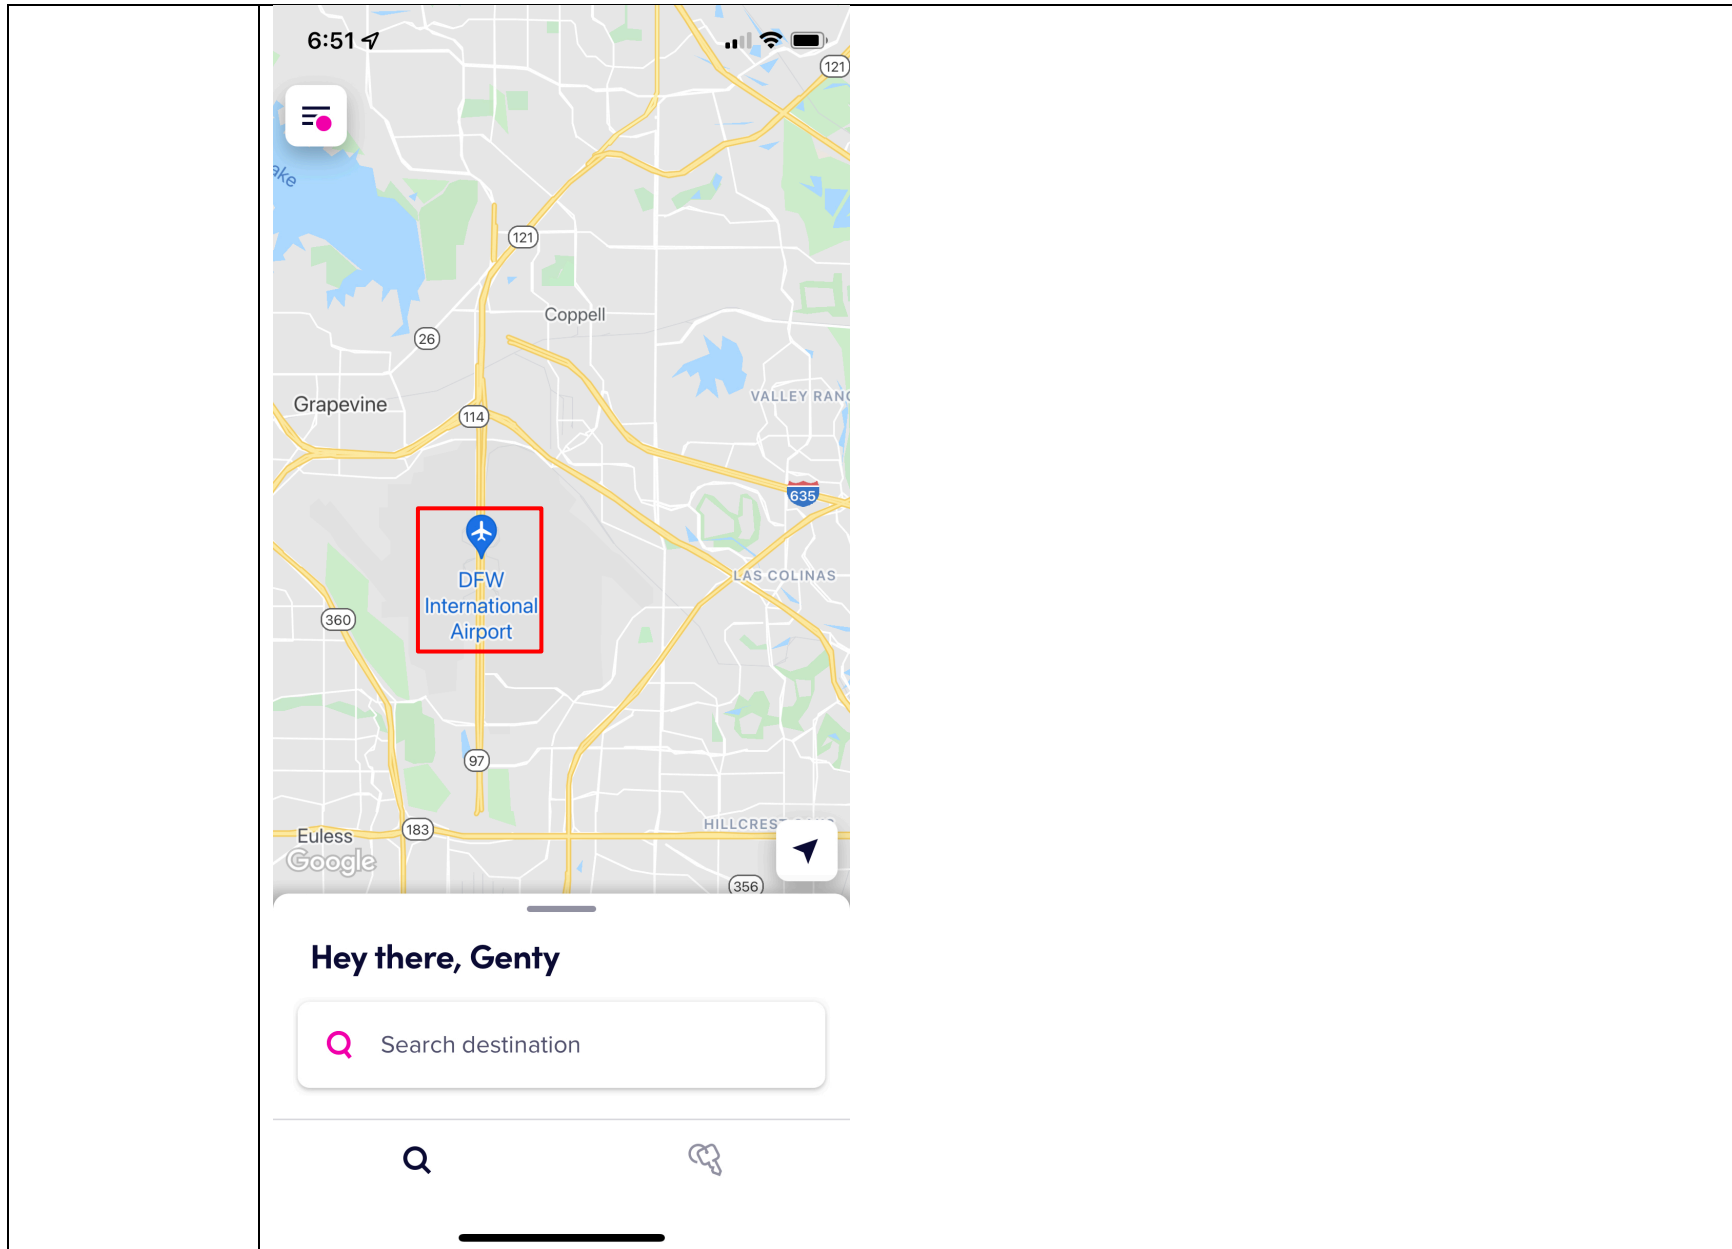 6:51
121
ake
121
Coppell
26
VALLEY RANC
Grapevine
114
635
DFW
International
Airport
LAS COLINAS
360
97
HILLCREST
183
Euless
Google
356
Hey there, Genty
Search destination